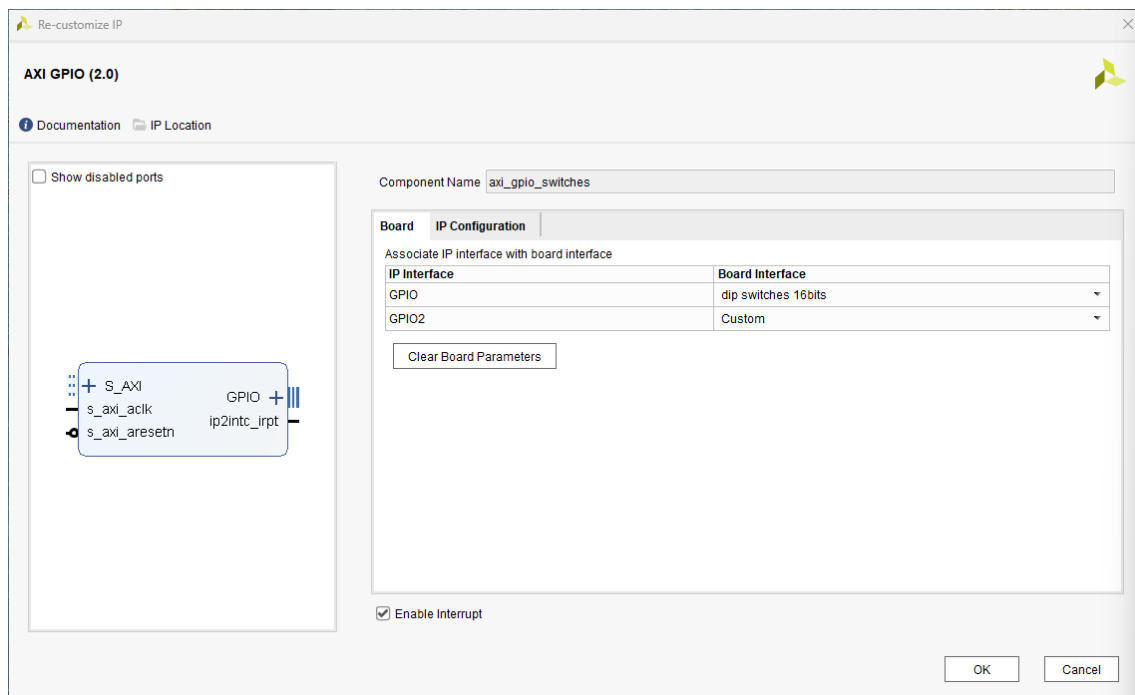 Re-customize IP
AXI GPIO (2.0)
Documentation IP Location
Show disabled ports
S_AXI
s_axi_aclk
s_axi_aresetn
GPIO
ip2intc_irpt
Component Name axi_gpio_switches
Board IP Configuration
Associate IP interface with board interface
IP Interface Board Interface
GPIO dip switches 16bits
GPIO2 Custom
Clear Board Parameters
Enable Interrupt
OK Cancel